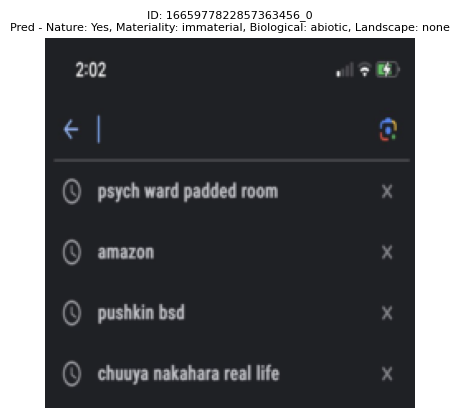 ID: 1665977822857363456_0
Pred - Nature: Yes, Materiality: immaterial, Biological: abiotic, Landscape: none
2:02
psych ward padded room
amazon
pushkin bsd
chuuya nakahara real life